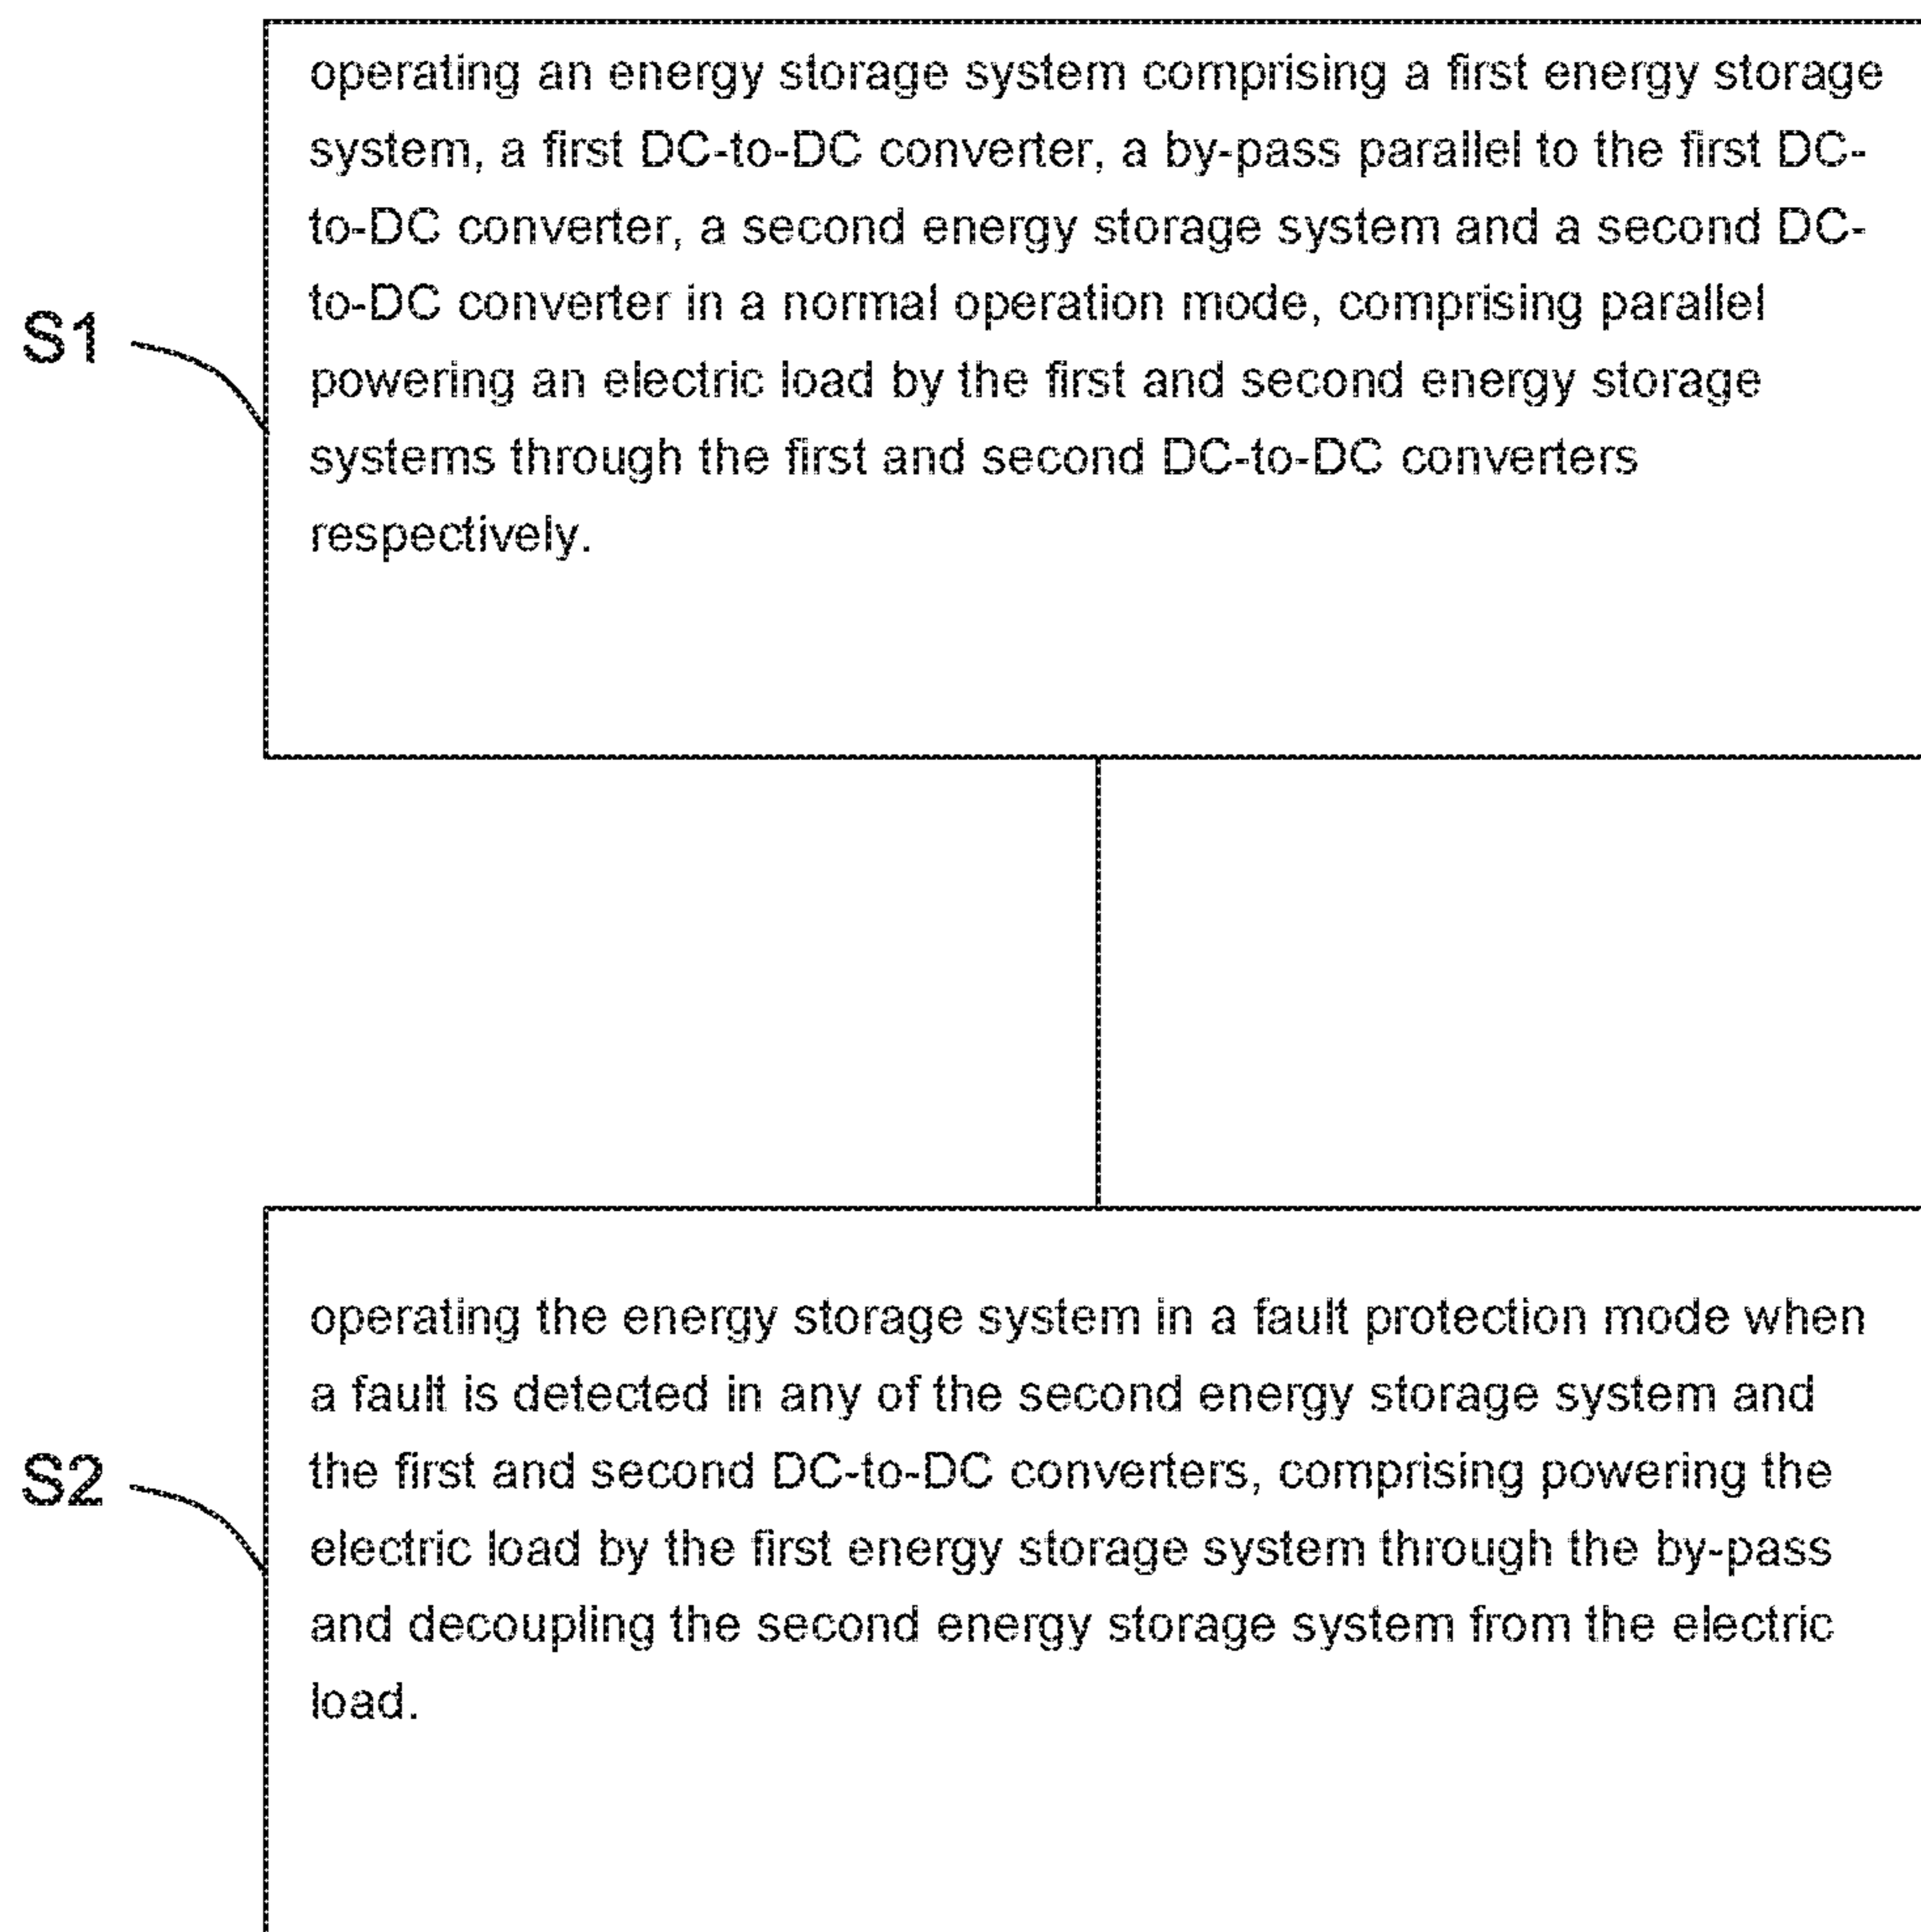 operating an energy storage system comprising a first energy storage
system, a first DC-to-DC converter, a by-pass parallel to the first DC-
to-DC converter, a second energy storage system and a second DC-
to-DC converter in a normal operation mode, comprising parallel
S1
powering an electric load by the first and second energy storage
systems through the first and second DC-to-DC converters
respectively.
operating the energy storage system in a fault protection mode when
a fault is detected in any of the second energy storage system and
the first and second DC-to-DC converters, comprising powering the
S2
electric load by the first energy storage system through the by-pass
and decoupling the second energy storage system from the electric
load.